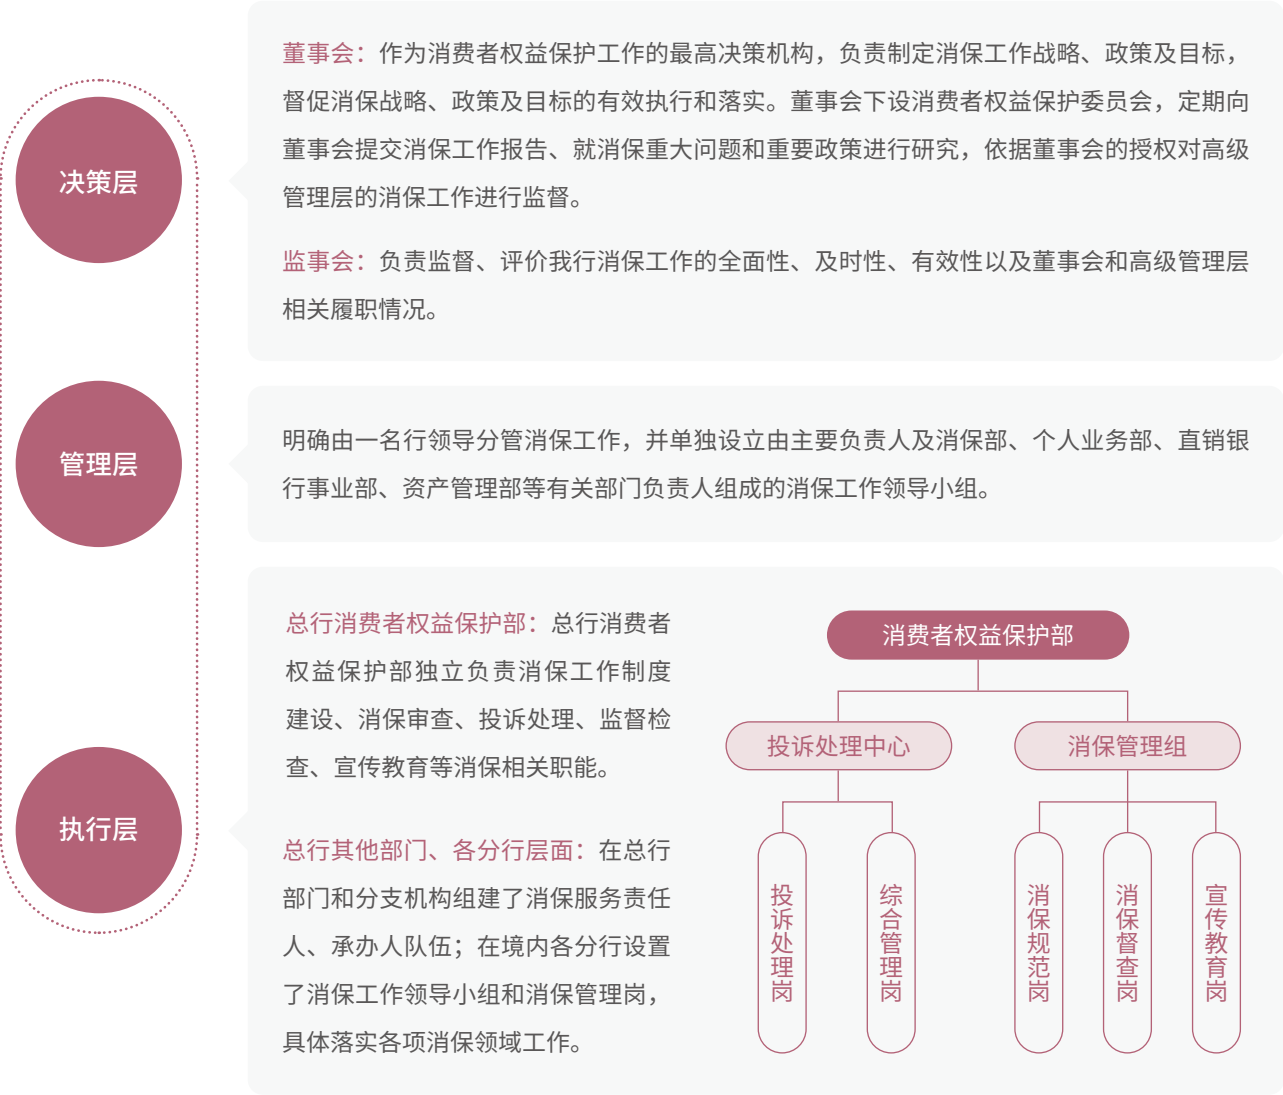 决策层
董事会：作为消费者权益保护工作的最高决策机构，负责制定消保工作战略、政策及目标，
督促消保战略、政策及目标的有效执行和落实。董事会下设消费者权益保护委员会，定期向
董事会提交消保工作报告、就消保重大问题和重要政策进行研究，依据董事会的授权对高级
管理层的消保工作进行监督。
监事会：负责监督、评价我行消保工作的全面性、及时性、有效性以及董事会和高级管理层
相关履职情况。
管理层
明确由一名行领导分管消保工作，并单独设立由主要负责人及消保部、个人业务部、直销银
行事业部、资产管理部等有关部门负责人组成的消保工作领导小组。
执行层
总行消费者权益保护部：总行消费者
权益保护部独立负责消保工作制度
建设、消保审查、投诉处理、监督检
查、宣传教育等消保相关职能。
总行其他部门、各分行层面：在总行
部门和分支机构组建了消保服务责任
人、承办人队伍；在境内各分行设置
了消保工作领导小组和消保管理岗，
具体落实各项消保领域工作。
消费者权益保护部
投诉处理中心
消保管理组
投诉处理岗
综合管理岗
消保规范岗
消保督查岗
宣传教育岗